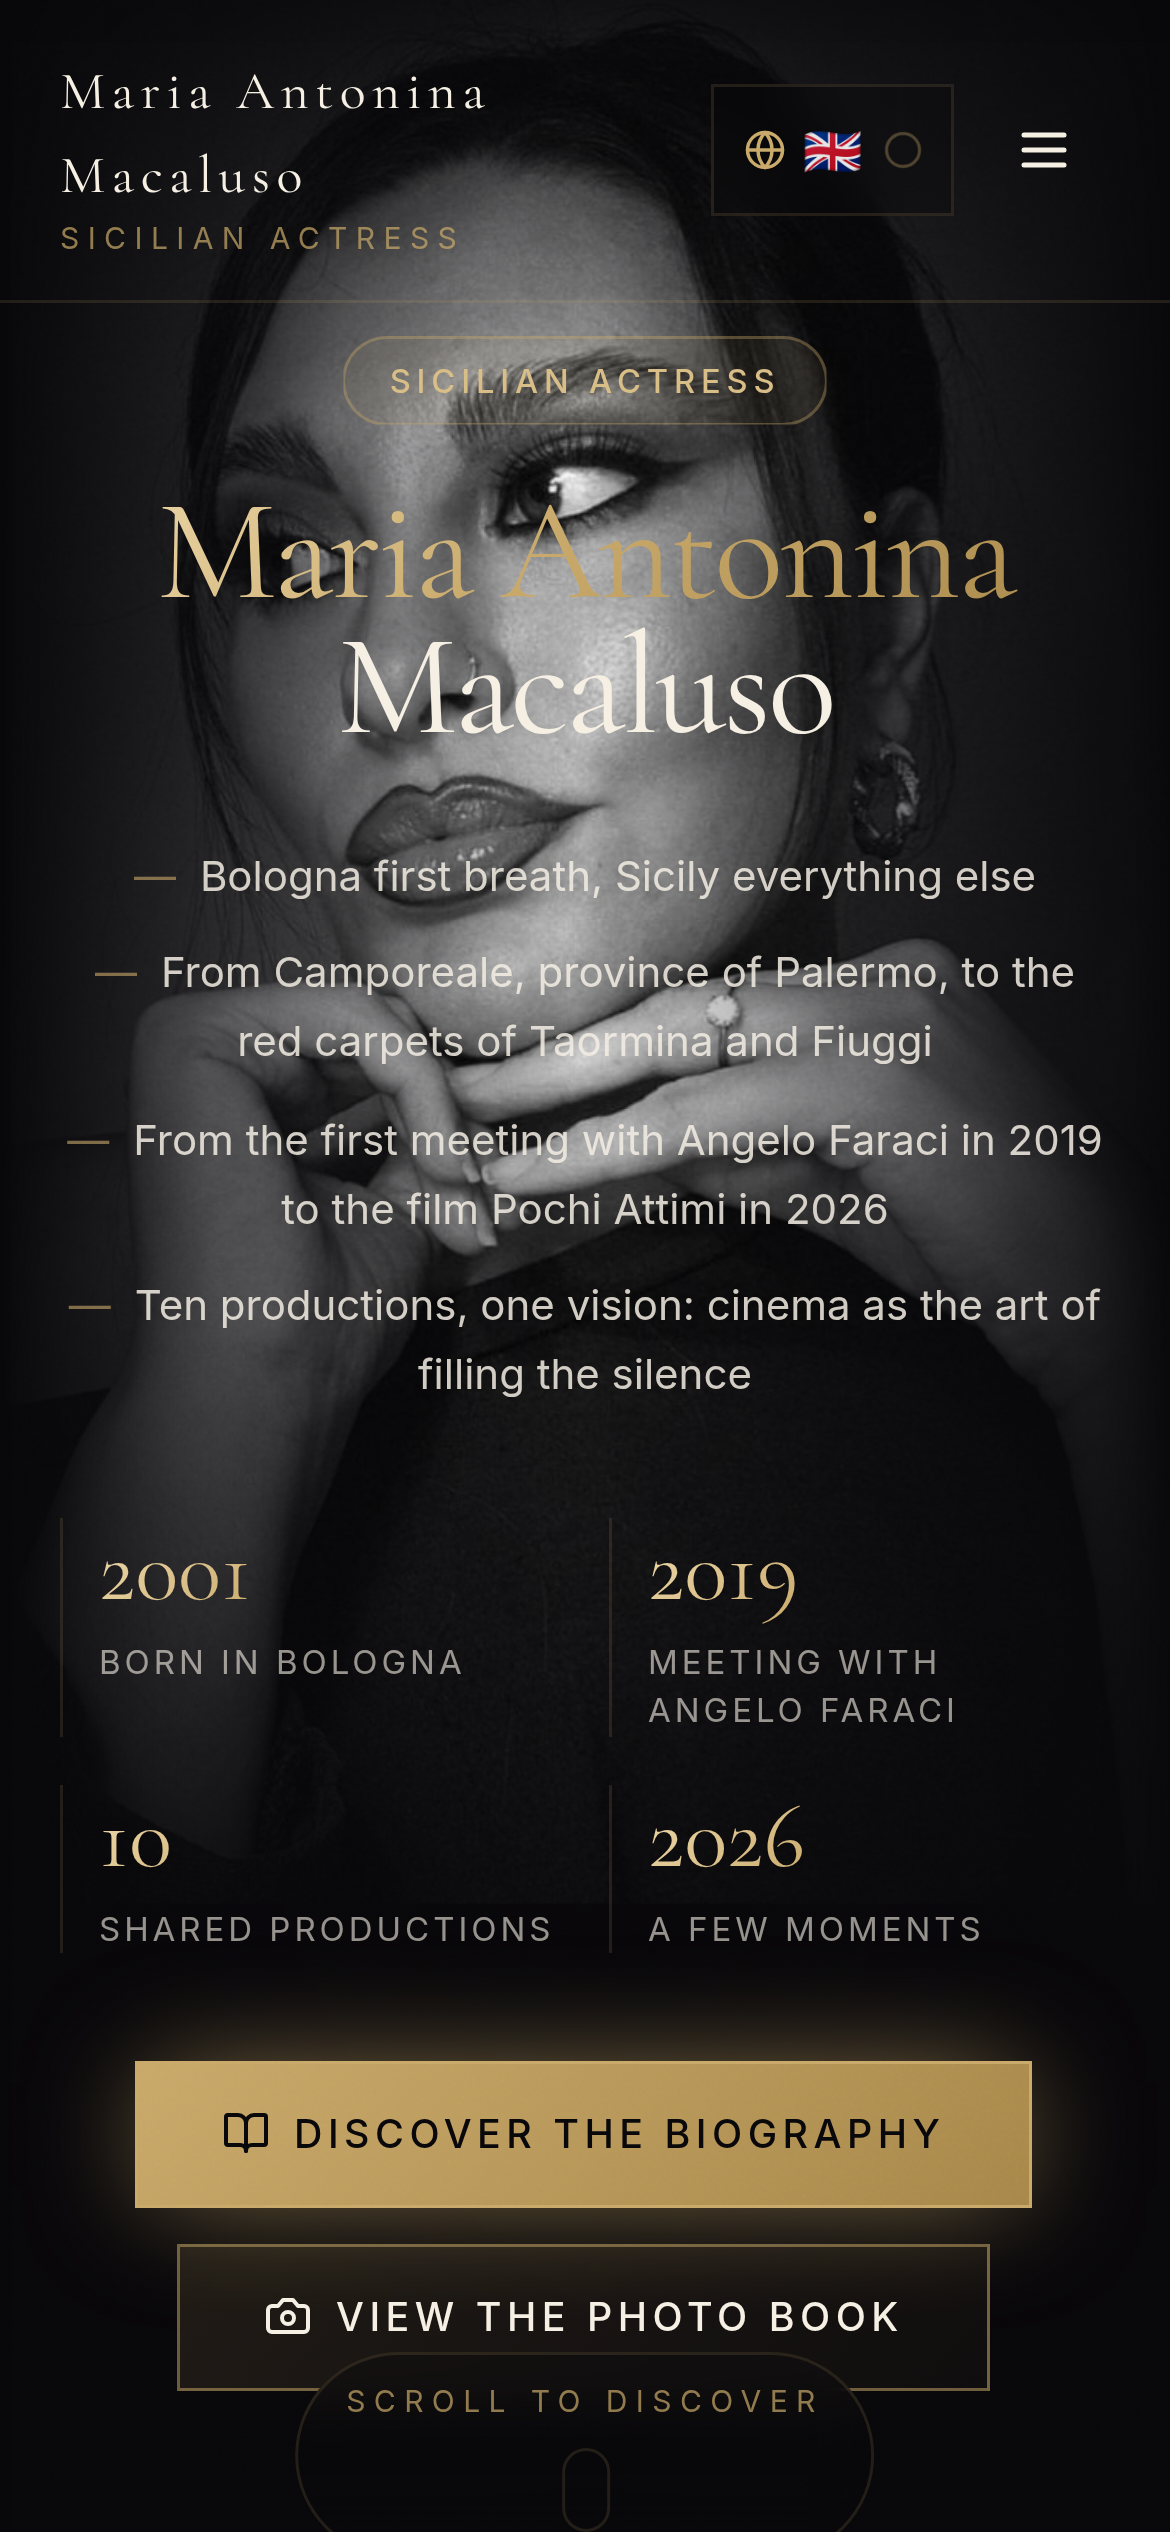 Maria Antonina
Macaluso
SICILIAN ACTRESS
SICILIAN ACTRESS
Maria Antonina
Macaluso
— Bologna first breath, Sicily everything else
— From Camporeale, province of Palermo, to the
red carpets of Taormina and Fiuggi
— From the first meeting with Angelo Faraci in 2019
to the film Pochi Attimi in 2026
— Ten productions, one vision: cinema as the art of
filling the silence
2001
BORN IN BOLOGNA
2019
MEETING WITH
ANGELO FARACI
10
SHARED PRODUCTIONS
2026
A FEW MOMENTS
DISCOVER THE BIOGRAPHY
VIEW THE PHOTO BOOK
SCROLL TO DISCOVER